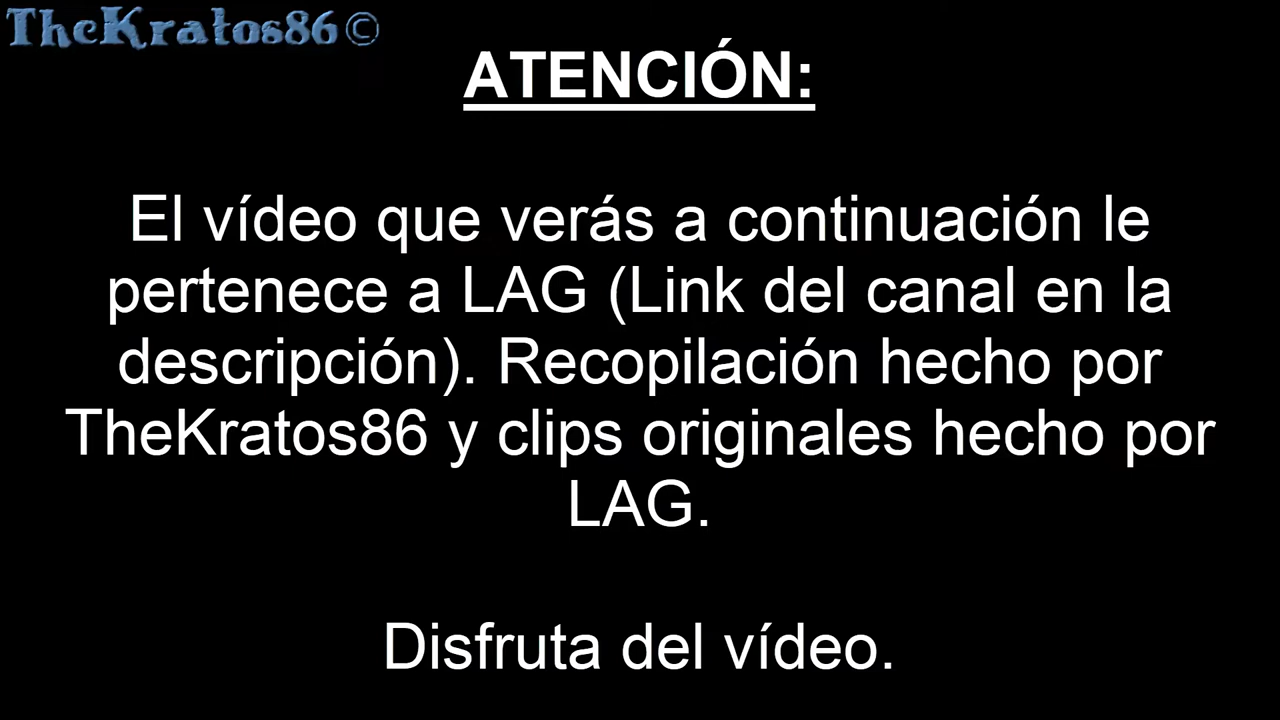 TheKratos86©
ATENCIÓN:
El vídeo que verás a continuación le
pertenece a LAG (Link del canal en la
descripción). Recopilación hecho por
TheKratos86 y clips originales hecho por
LAG.
Disfruta del vídeo.